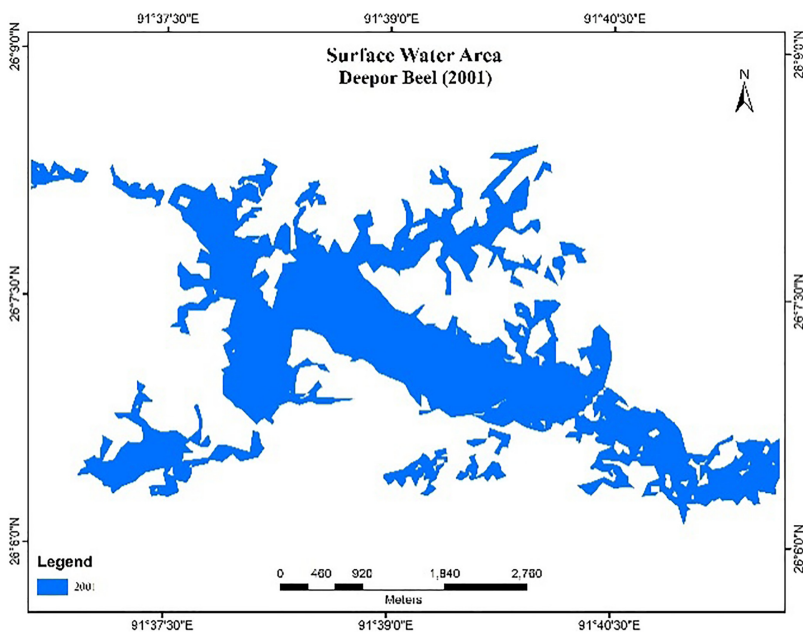 91°37'30"E 91°39'0"E 91°40'30"E
26°9'0"N 26°9'0"N
Surface Water Area
Deepor Beel (2001)
N
26°7'30"N 26°7'30"N
26°6'0"N 26°6'0"N
Legend
2001
0 460 920 1,840 2,760
Meters
91°37'30"E 91°39'0"E 91°40'30"E